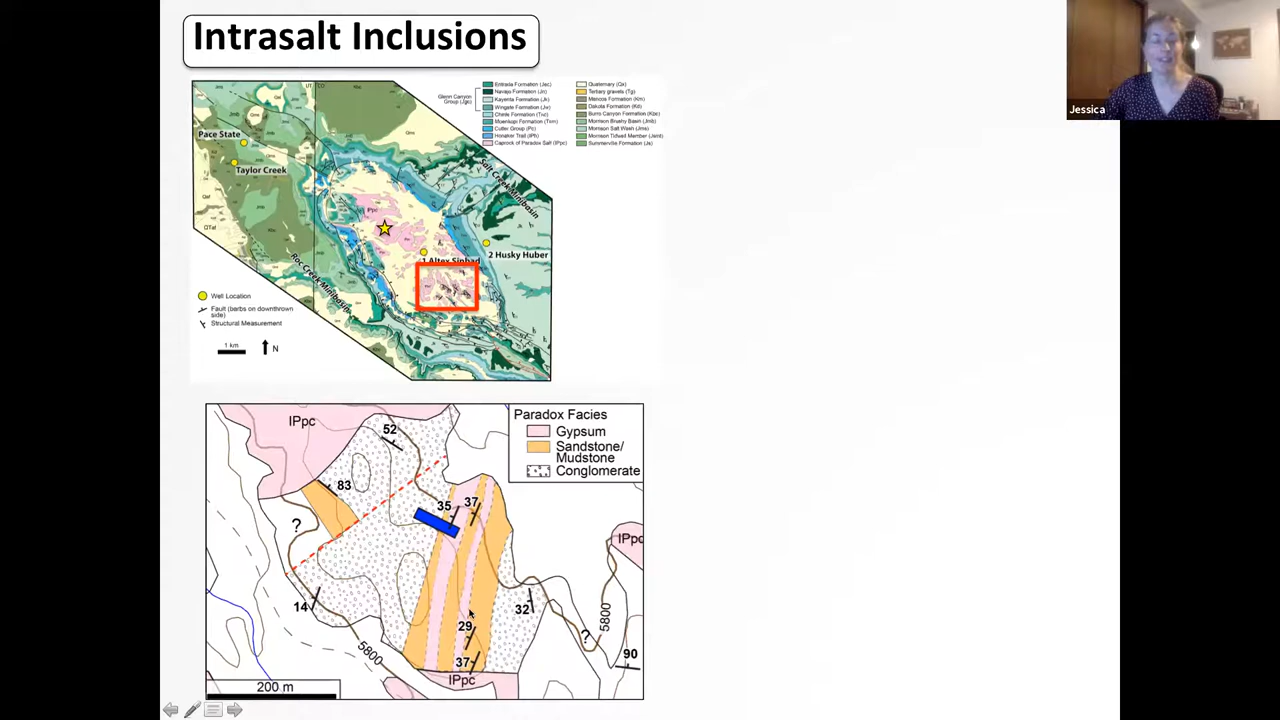 Intrasalt Inclusions
Jessica
Glenn Canyon
Group (Jgc)
Entrada Formation (Jec)
Navajo Formation (Jn)
Kayenta Formation (Jk)
Wingate Formation (Jw)
Chinle Formation (Trc)
Moenkopi Formation (Trm)
Cutler Group (Pc)
Honaker Trail (IPh)
Caprock of Paradox Salt (IPpc)
Quaternary (Qa)
Tertiary gravels (Tg)
Mancos Formation (Km)
Dakota Formation (Kd)
Burro Canyon Formation (Kbc)
Morrison Brushy Basin (Jmb)
Morrison Salt Wash (Jms)
Morrison Tidwell Member (Jmt)
Summerville Formation (Js)
UT
CO
Pace State
Taylor Creek
Salt Creek Minibasin
2 Husky Huber
1 Altex Sinbad
Roc Creek Minibasin
Well Location
Fault (barbs on downthrown
side)
Structural Measurement
1 km
N
Paradox Facies
Gypsum
Sandstone/
Mudstone
Conglomerate
IPpc
52
83
35
37
?
IPpc
14
32
29
5800
?
5800
37
90
IPpc
200 m